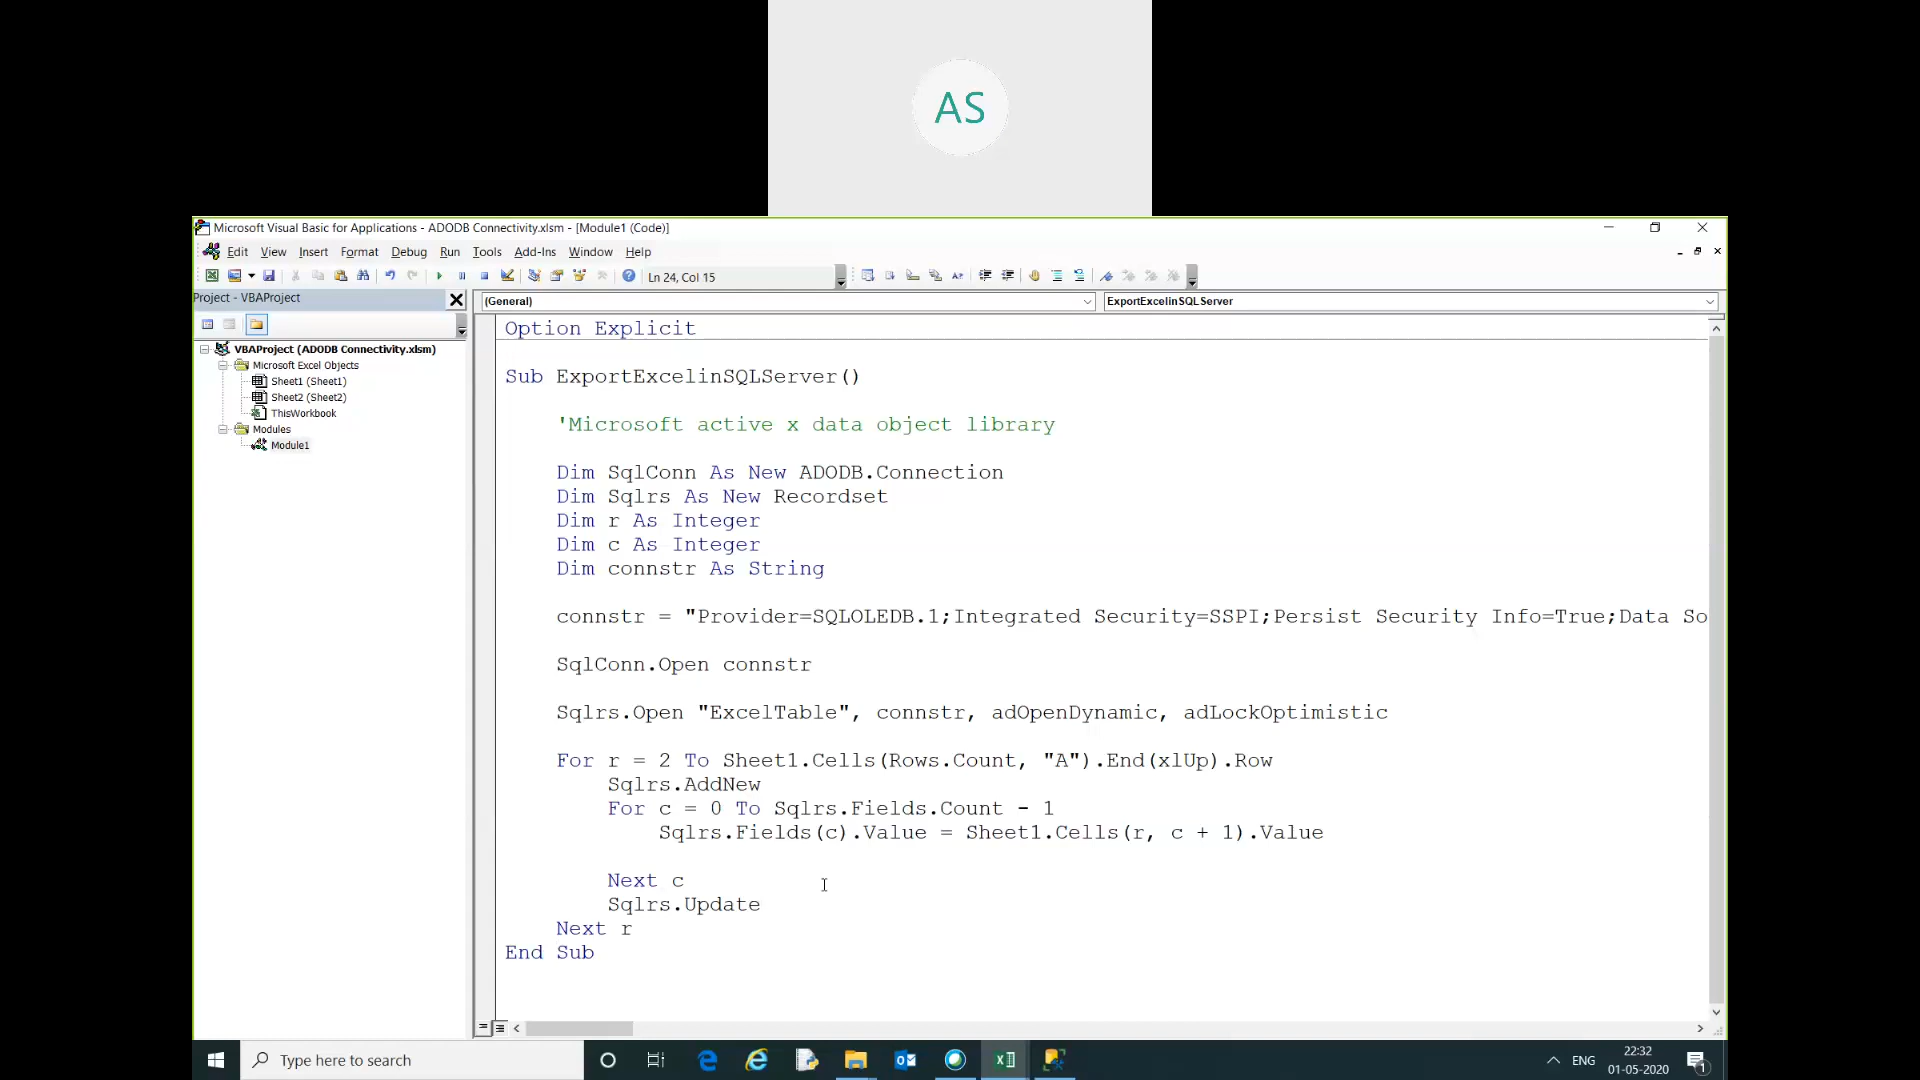 AS
Microsoft Visual Basic for Applications - ADODB Connectivity.xlsm - [Module1 (Code)]
Edit View Insert Format Debug Run Tools Add-Ins Window Help
Ln 24, Col 15
Project - VBAProject
(General)
ExportExcelinSQLServer
VBAProject (ADODB Connectivity.xlsm)
Microsoft Excel Objects
Sheet1 (Sheet1)
Sheet2 (Sheet2)
ThisWorkbook
Modules
Module1
Option Explicit
Sub ExportExcelinSQLServer()
'Microsoft active x data object library
Dim SqlConn As New ADODB.Connection
Dim Sqlrs As New Recordset
Dim r As Integer
Dim c As Integer
Dim connstr As String
connstr = "Provider=SQLOLEDB.1;Integrated Security=SSPI;Persist Security Info=True;Data So
SqlConn.Open connstr
Sqlrs.Open "ExcelTable", connstr, adOpenDynamic, adLockOptimistic
For r = 2 To Sheet1.Cells(Rows.Count, "A").End(xlUp).Row
Sqlrs.AddNew
For c = 0 To Sqlrs.Fields.Count - 1
Sqlrs.Fields(c).Value = Sheet1.Cells(r, c + 1).Value
Next c
Sqlrs.Update
Next r
End Sub
Type here to search
ENG
22:32
01-05-2020
1